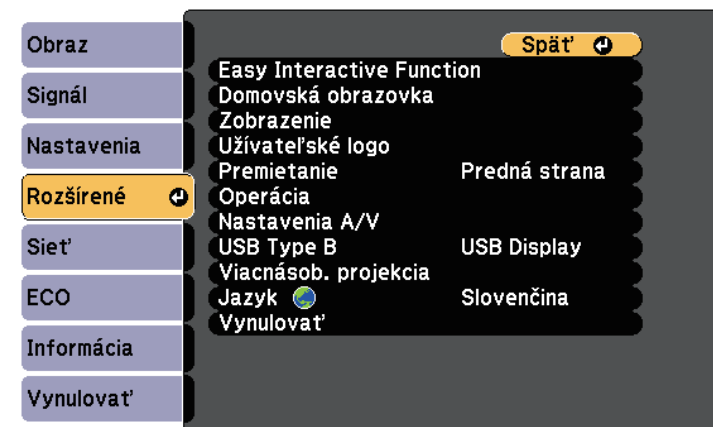 Obraz
Signál
Nastavenia
Rozšírené
Sieť
ECO
Informácia
Vynulovať
Späť
Easy Interactive Function
Domovská obrazovka
Zobrazenie
Užívateľské logo
Premietanie Predná strana
Operácia
Nastavenia A/V
USB Type B USB Display
Viacnásob. projekcia
Jazyk Slovenčina
Vynulovať